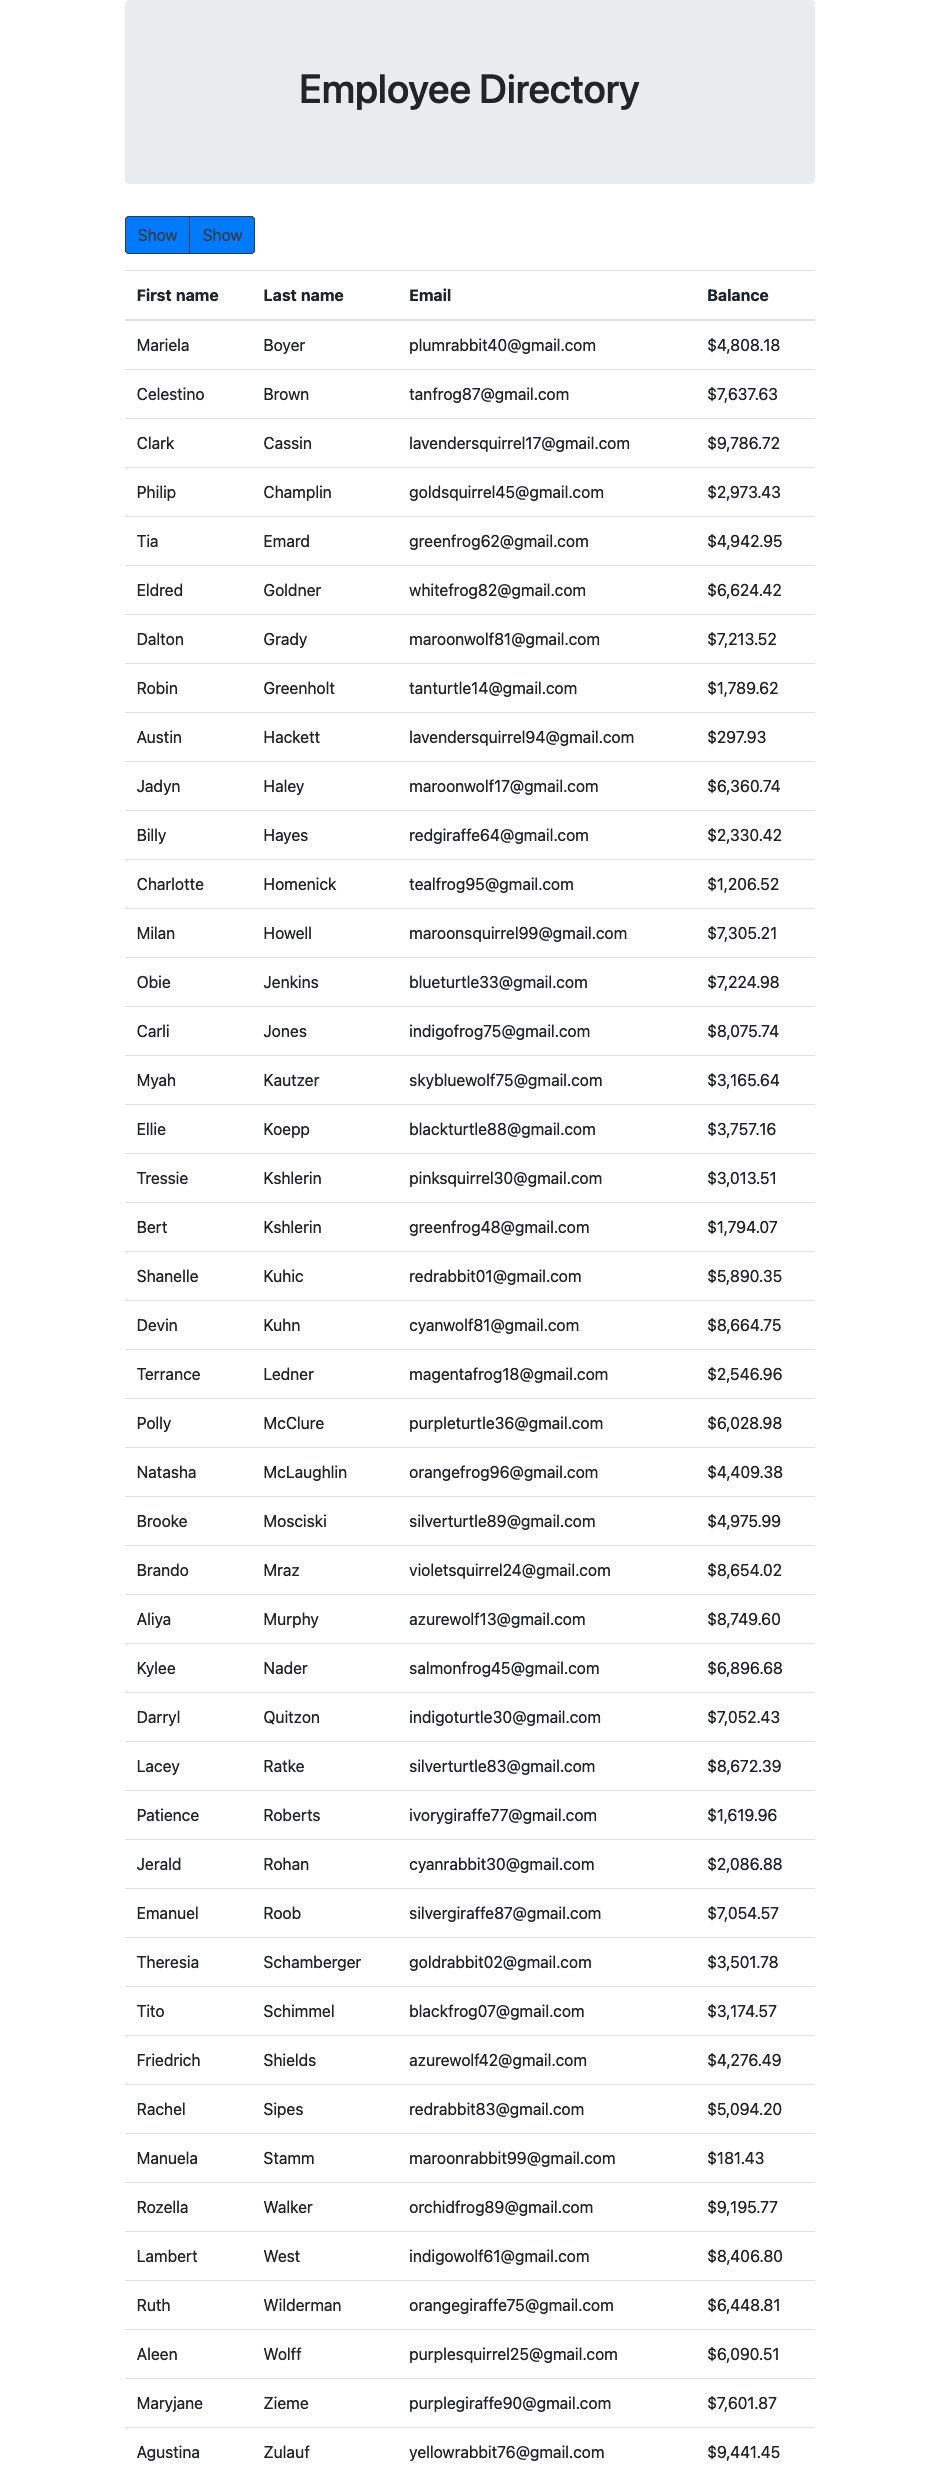 Employee Directory
Show Show
First name Last name Email Balance
Mariela Boyer plumrabbit40@gmail.com $4,808.18
Celestino Brown tanfrog87@gmail.com $7,637.63
Clark Cassin lavendersquirrel17@gmail.com $9,786.72
Philip Champlin goldsquirrel45@gmail.com $2,973.43
Tia Emard greenfrog62@gmail.com $4,942.95
Eldred Goldner whitefrog82@gmail.com $6,624.42
Dalton Grady maroonwolf81@gmail.com $7,213.52
Robin Greenholt tanturtle14@gmail.com $1,789.62
Austin Hackett lavendersquirrel94@gmail.com $297.93
Jadyn Haley maroonwolf17@gmail.com $6,360.74
Billy Hayes redgiraffe64@gmail.com $2,330.42
Charlotte Homenick tealfrog95@gmail.com $1,206.52
Milan Howell maroonsquirrel99@gmail.com $7,305.21
Obie Jenkins blueturtle33@gmail.com $7,224.98
Carli Jones indigofrog75@gmail.com $8,075.74
Myah Kautzer skybluewolf75@gmail.com $3,165.64
Ellie Koepp blackturtle88@gmail.com $3,757.16
Tressie Kshlerin pinksquirrel30@gmail.com $3,013.51
Bert Kshlerin greenfrog48@gmail.com $1,794.07
Shanelle Kuhic redrabbit01@gmail.com $5,890.35
Devin Kuhn cyanwolf81@gmail.com $8,664.75
Terrance Ledner magentafrog18@gmail.com $2,546.96
Polly McClure purpleturtle36@gmail.com $6,028.98
Natasha McLaughlin orangefrog96@gmail.com $4,409.38
Brooke Mosciski silverturtle89@gmail.com $4,975.99
Brando Mraz violetsquirrel24@gmail.com $8,654.02
Aliya Murphy azurewolf13@gmail.com $8,749.60
Kylee Nader salmonfrog45@gmail.com $6,896.68
Darryl Quitzon indigoturtle30@gmail.com $7,052.43
Lacey Ratke silverturtle83@gmail.com $8,672.39
Patience Roberts ivorygiraffe77@gmail.com $1,619.96
Jerald Rohan cyanrabbit30@gmail.com $2,086.88
Emanuel Roob silvergiraffe87@gmail.com $7,054.57
Theresia Schamberger goldrabbit02@gmail.com $3,501.78
Tito Schimmel blackfrog07@gmail.com $3,174.57
Friedrich Shields azurewolf42@gmail.com $4,276.49
Rachel Sipes redrabbit83@gmail.com $5,094.20
Manuela Stamm maroonrabbit99@gmail.com $181.43
Rozella Walker orchidfrog89@gmail.com $9,195.77
Lambert West indigowolf61@gmail.com $8,406.80
Ruth Wilderman orangegiraffe75@gmail.com $6,448.81
Aleen Wolff purplesquirrel25@gmail.com $6,090.51
Maryjane Zieme purplegiraffe90@gmail.com $7,601.87
Agustina Zulauf yellowrabbit76@gmail.com $9,441.45